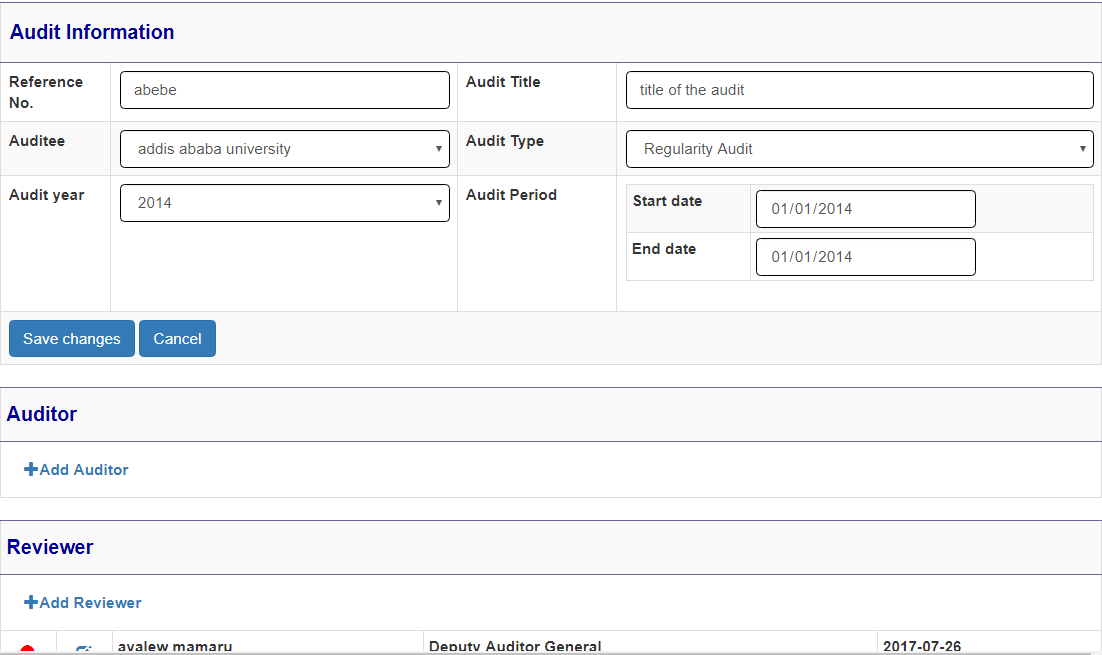 Audit Information
Reference No.
abebe
Audit Title
title of the audit
Auditee
addis ababa university
Audit Type
Regularity Audit
Audit year
2014
Audit Period
Start date
01/01/2014
End date
01/01/2014
Save changes
Cancel
Auditor
Add Auditor
Reviewer
Add Reviewer
ayalew mamaru
Deputy Auditor General
2017-07-26